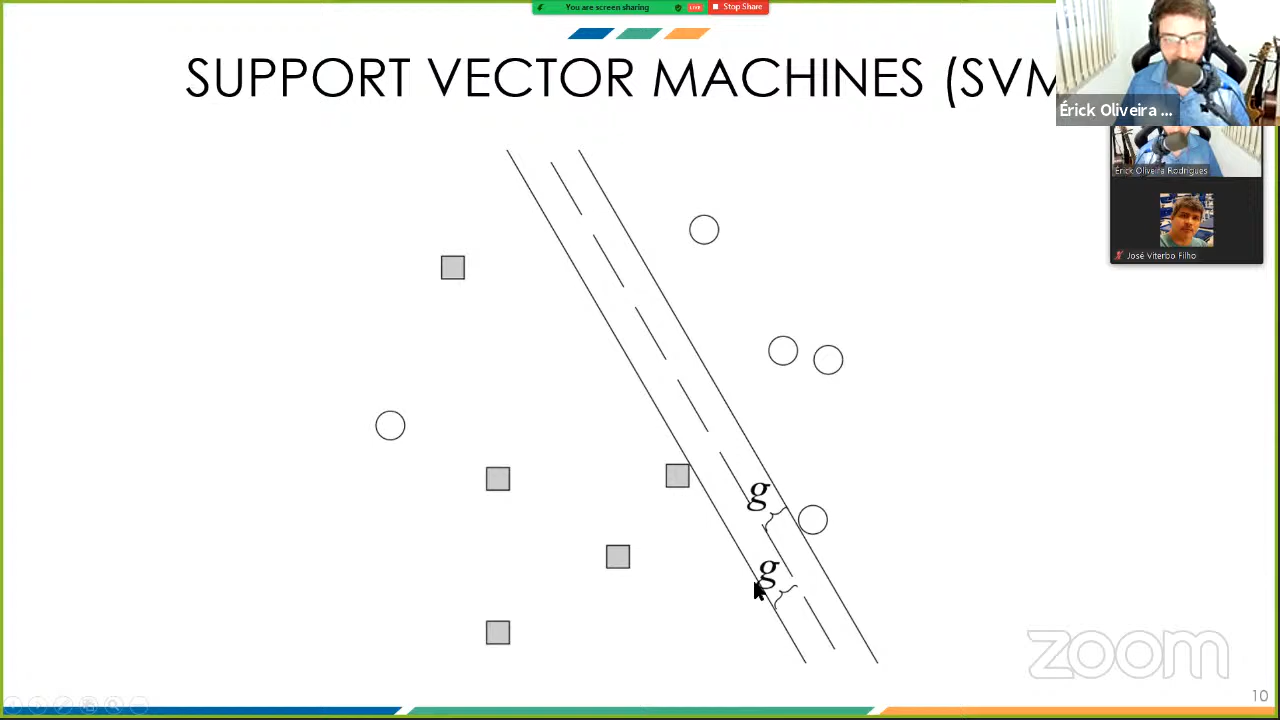 You are screen sharing
LIVE
Stop Share
SUPPORT VECTOR MACHINES (SVM
Érick Oliveira ...
Érick Oliveira Rodrigues
José Viterbo Filho
g
g
zoom
10